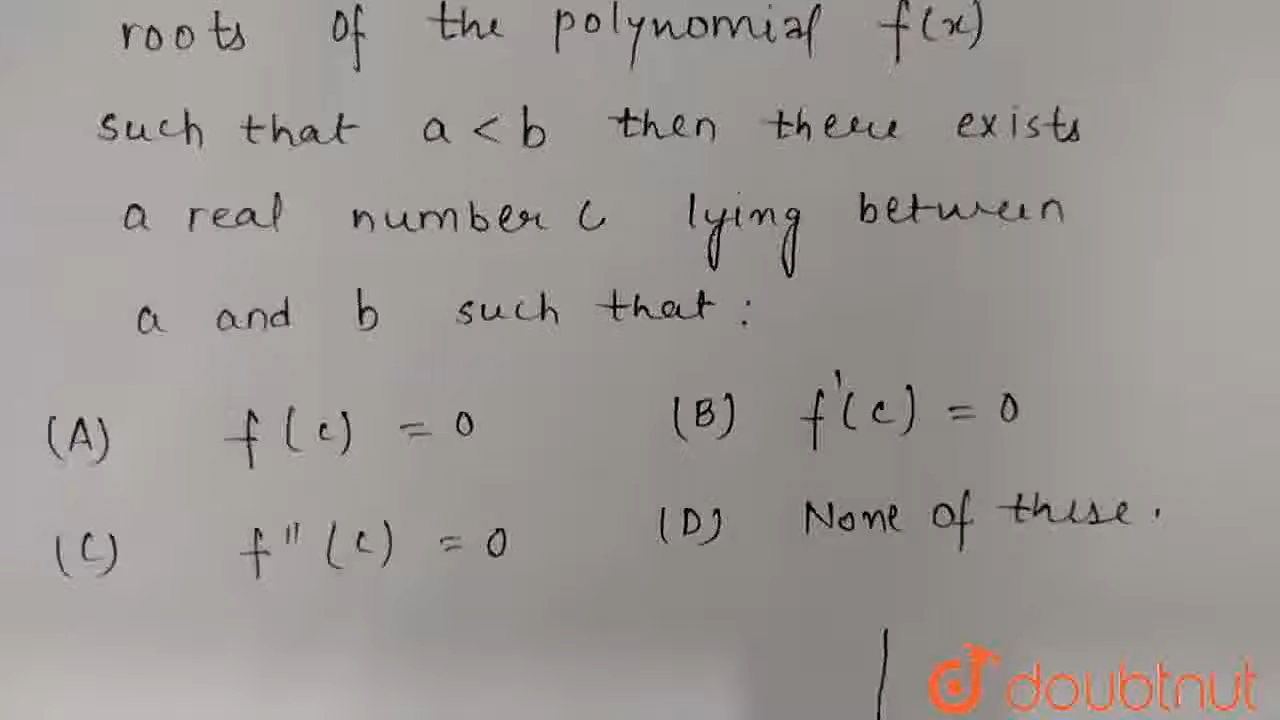 roots of the polynomial f(x)
such that a < b then there exists
a real number c lying between
a and b such that :
(A) f(c) = 0 (B) f'(c) = 0
(C) f"(c) = 0 (D) None of these.
doubtnut